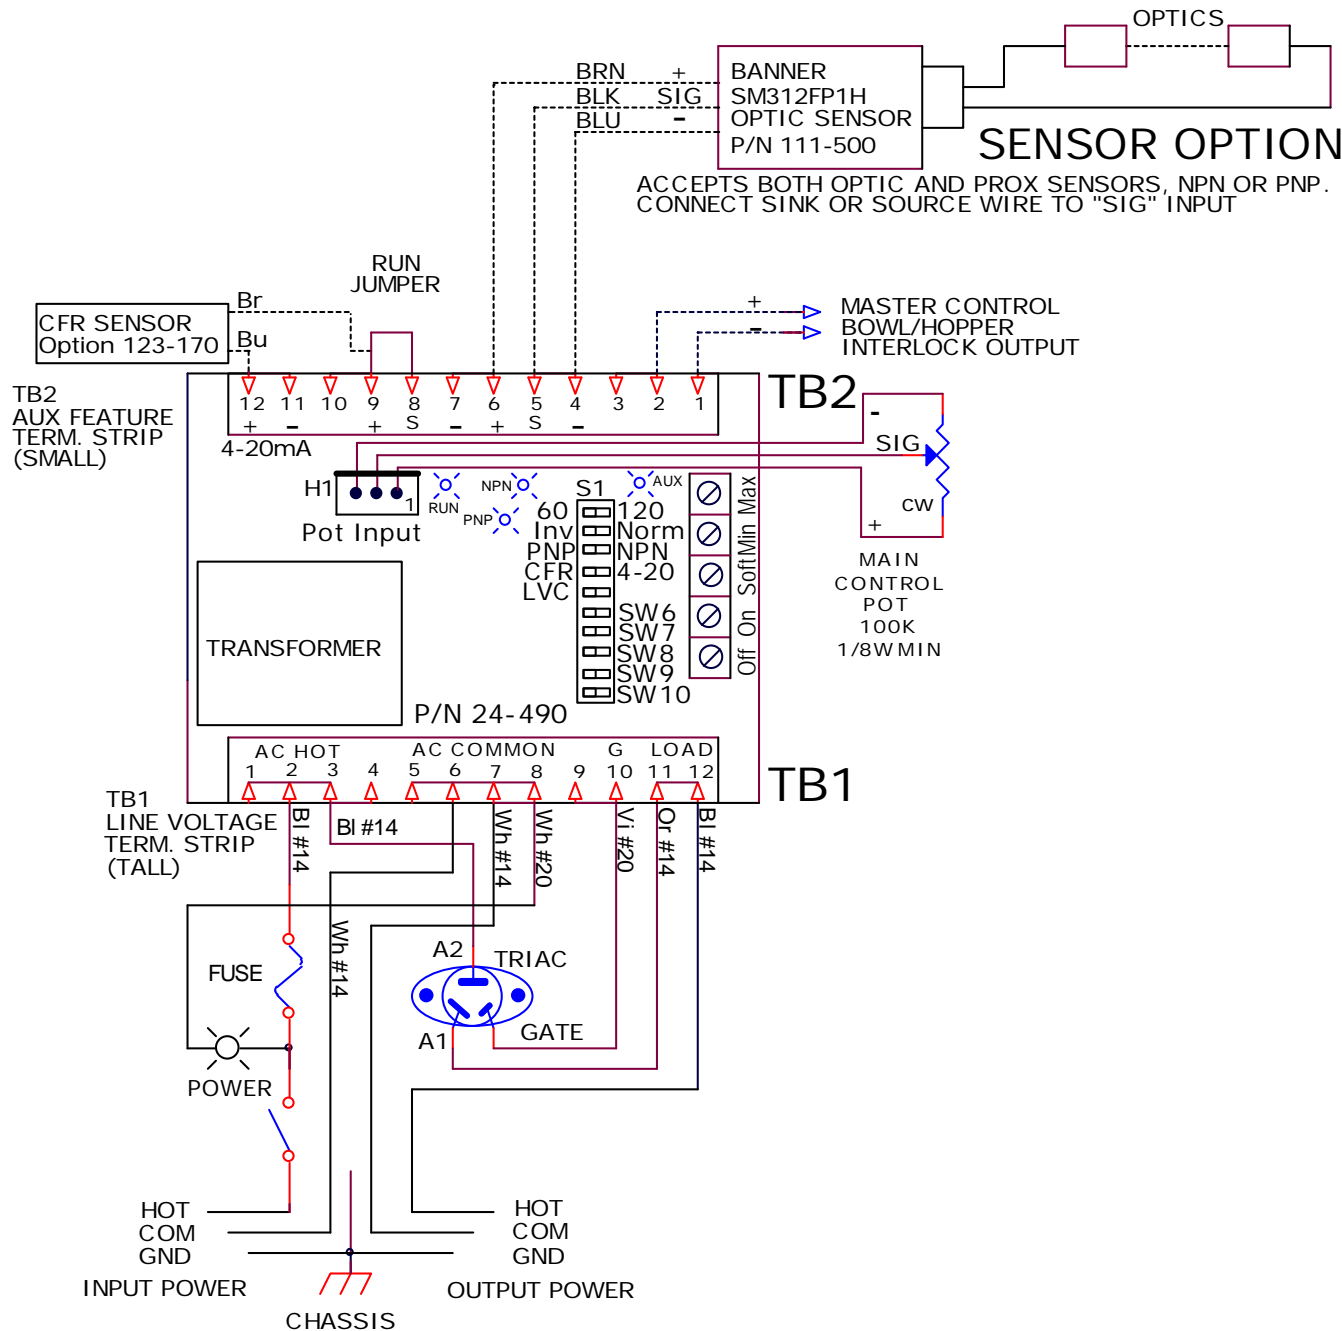 OPTICS
BRN +
BLK SIG
BLU -
BANNER
SM312FP1H
OPTIC SENSOR
P/N 111-500
SENSOR OPTION
ACCEPTS BOTH OPTIC AND PROX SENSORS, NPN OR PNP.
CONNECT SINK OR SOURCE WIRE TO "SIG" INPUT
RUN
JUMPER
CFR SENSOR
Option 123-170
Br
Bu
+
-
MASTER CONTROL
BOWL/HOPPER
INTERLOCK OUTPUT
TB2
AUX FEATURE
TERM. STRIP
(SMALL)
12 11 10 9 8 7 6 5 4 3 2 1
+ - + S - + S -
4-20mA
TB2
-
SIG
CW
+
MAIN
CONTROL
POT
100K
1/8W MIN
H1
1
Pot Input
RUN
NPN
PNP
AUX
S1
60 120
Inv Norm
PNP NPN
CFR 4-20
LVC
SW6
SW7
SW8
SW9
SW10
Max
Min
Soft
On
Off
TRANSFORMER
P/N 24-490
AC HOT AC COMMON G LOAD
1 2 3 4 5 6 7 8 9 10 11 12
TB1
TB1
LINE VOLTAGE
TERM. STRIP
(TALL)
Bl #14
Bl #14
Wh #14
Wh #20
Vi #20
Or #14
Bl #14
Wh #14
FUSE
A2
TRIAC
A1
GATE
POWER
HOT
COM
GND
INPUT POWER
HOT
COM
GND
OUTPUT POWER
CHASSIS